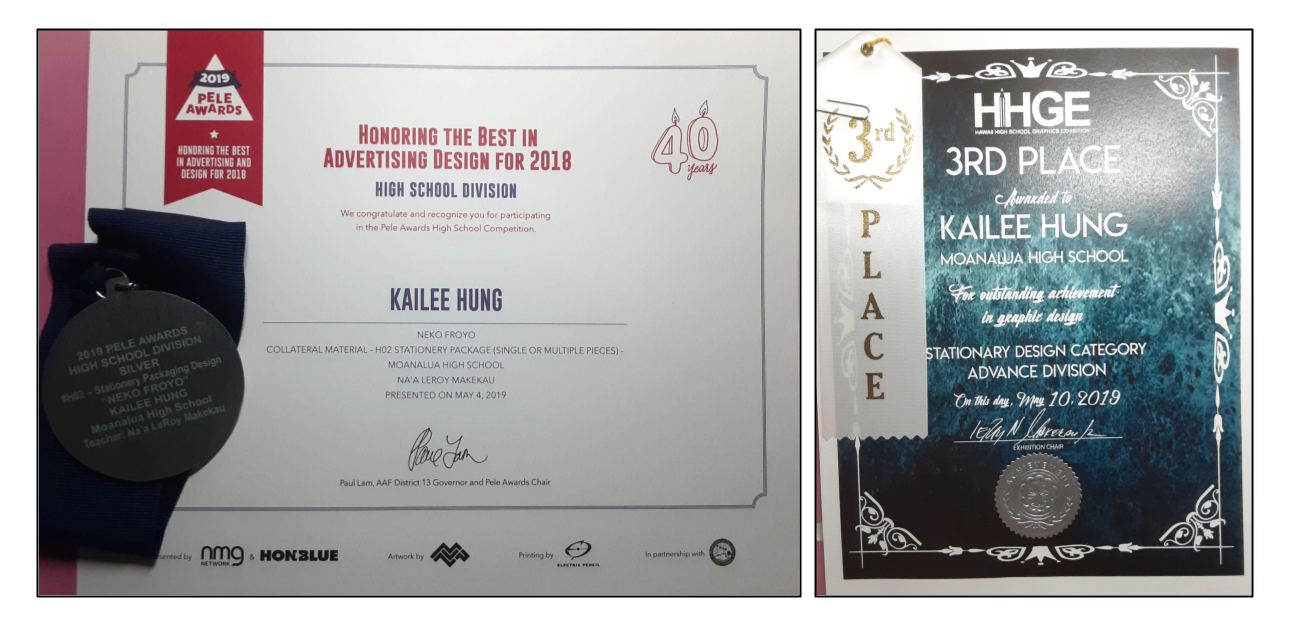 2019
PELE
AWARDS
HONORING THE BEST
IN ADVERTISING AND
DESIGN FOR 2018
HONORING THE BEST IN
ADVERTISING DESIGN FOR 2018
HIGH SCHOOL DIVISION
We congratulate and recognize you for participating
in the Pele Awards High School Competition.
40
years
KAILEE HUNG
NEKO FROYO
COLLATERAL MATERIAL - H02 STATIONERY PACKAGE (SINGLE OR MULTIPLE PIECES) -
MOANALUA HIGH SCHOOL
NA'A LEROY MAKEKAU
PRESENTED ON MAY 4, 2019
Paul Lam, AAF District 13 Governor and Pele Awards Chair
2019 PELE AWARDS
HIGH SCHOOL DIVISION
SILVER
#H02 – Stationery Packaging Design
"NEKO FROYO"
KAILEE HUNG
Moanalua High School
Teacher: Na'a LeRoy Makekau
by nmg NETWORK & HONBLUE
Artwork by
Printing by ELECTRIC PENCIL
In partnership with
3rd
PLACE
HHGE
HAWAII HIGH SCHOOL GRAPHICS EXHIBITION
3RD PLACE
Awarded to
KAILEE HUNG
MOANALUA HIGH SCHOOL
For outstanding achievement
in graphic design
STATIONARY DESIGN CATEGORY
ADVANCE DIVISION
On this day, May 10, 2019
EXHIBITION CHAIR